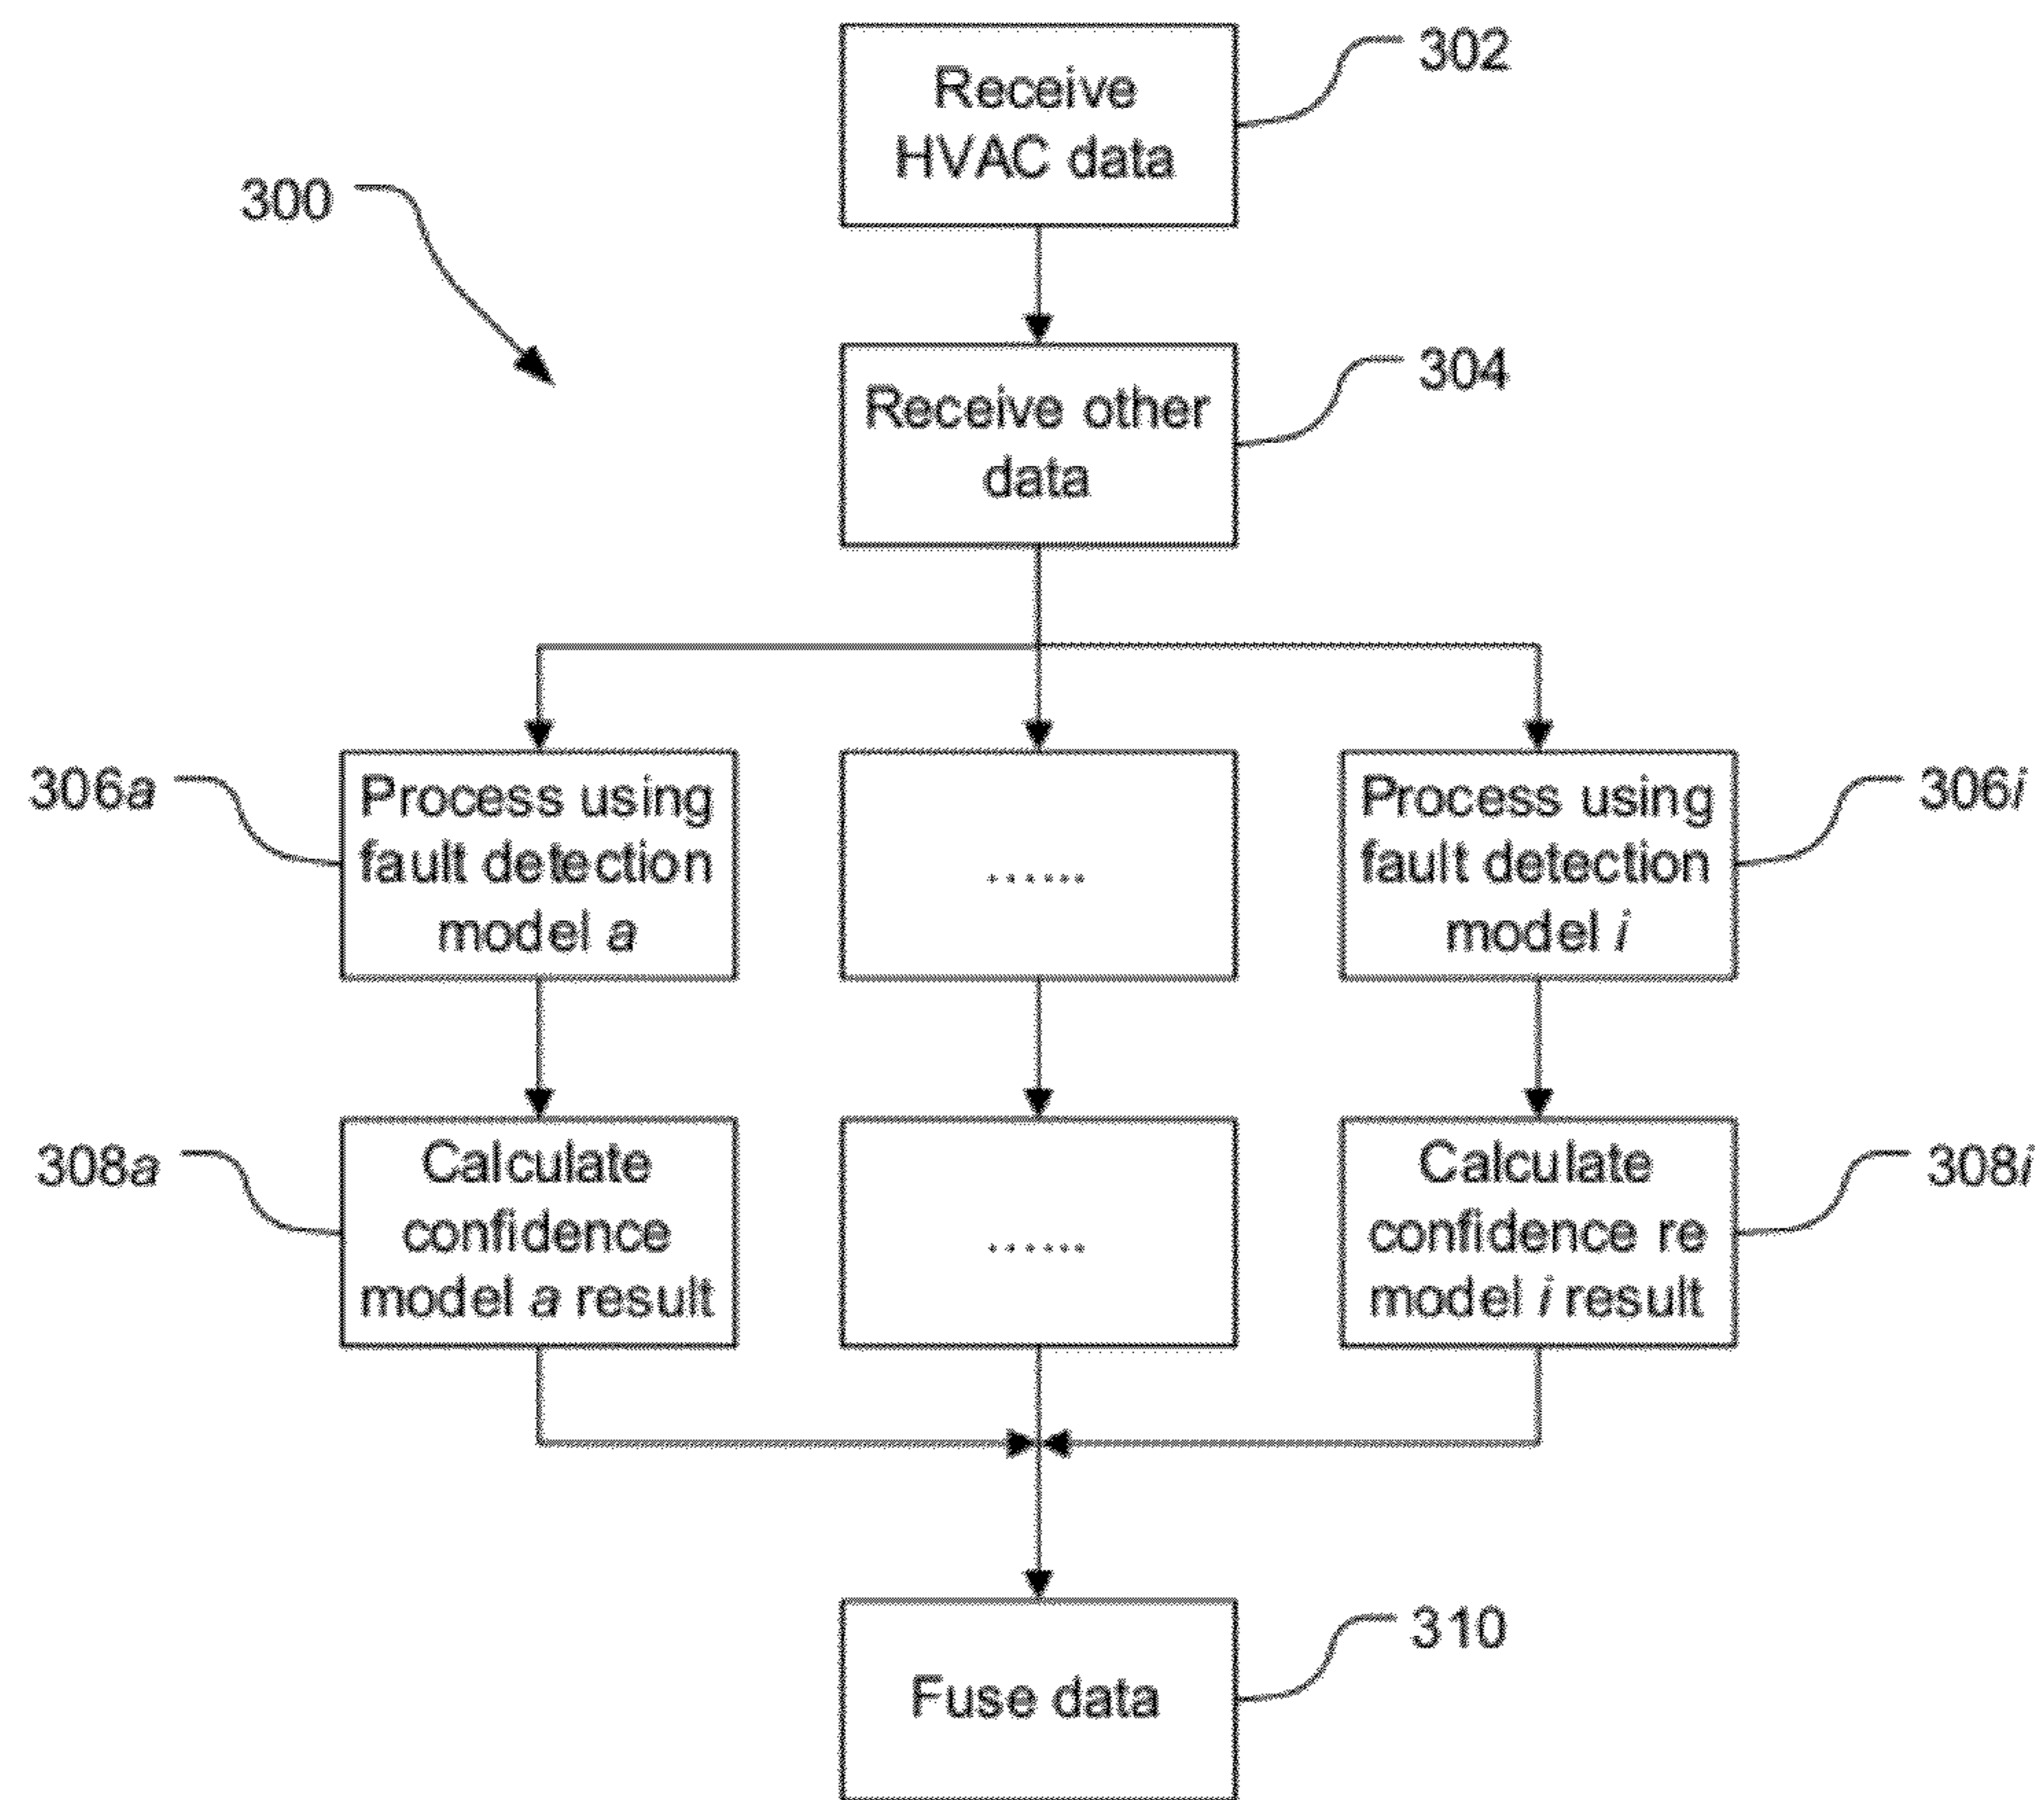 Receive
HVAC data
302
300
Receive other
data
304
306a
Process using
fault detection
model a
......
Process using
fault detection
model i
306i
308a
Calculate
confidence
model a result
......
Calculate
confidence re
model i result
308i
Fuse data
310